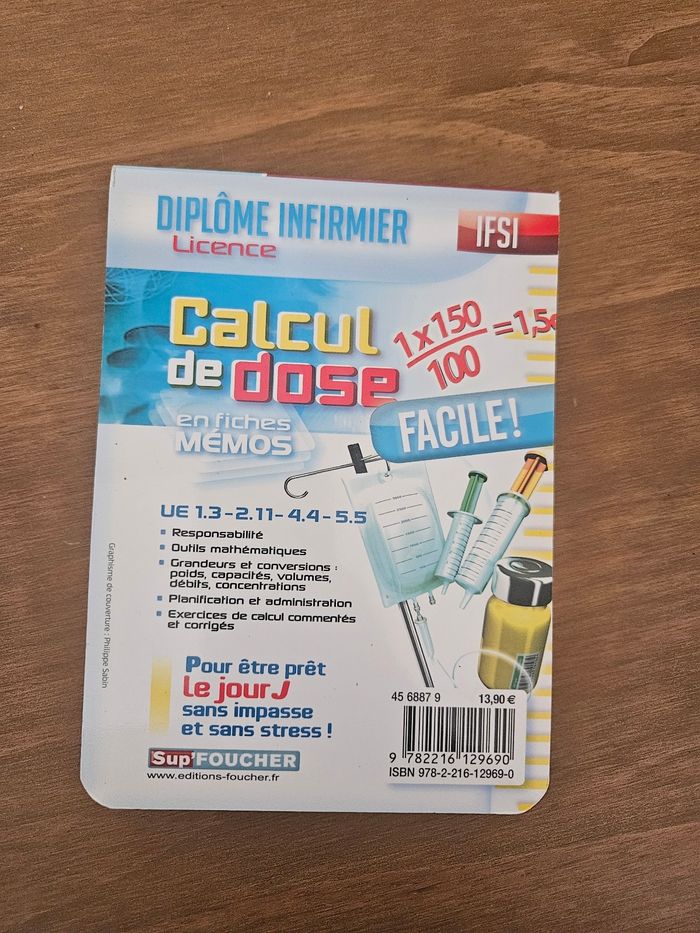 DIPLÔME INFIRMIER
Licence
IFSI
Calcul
de dose
1 x 150
100
= 1,5
FACILE !
en fiches
MÉMOS
UE 1.3 - 2.11 - 4.4 - 5.5
▪ Responsabilité
▪ Outils mathématiques
▪ Grandeurs et conversions :
poids, capacités, volumes,
débits, concentrations
▪ Planification et administration
▪ Exercices de calcul commentés
et corrigés
Graphisme de couverture : Philippe Sabin
Pour être prêt
le jour J
sans impasse
et sans stress !
Sup'FOUCHER
www.editions-foucher.fr
45 6887 9
13,90 €
9 782216 129690
ISBN 978-2-216-12969-0